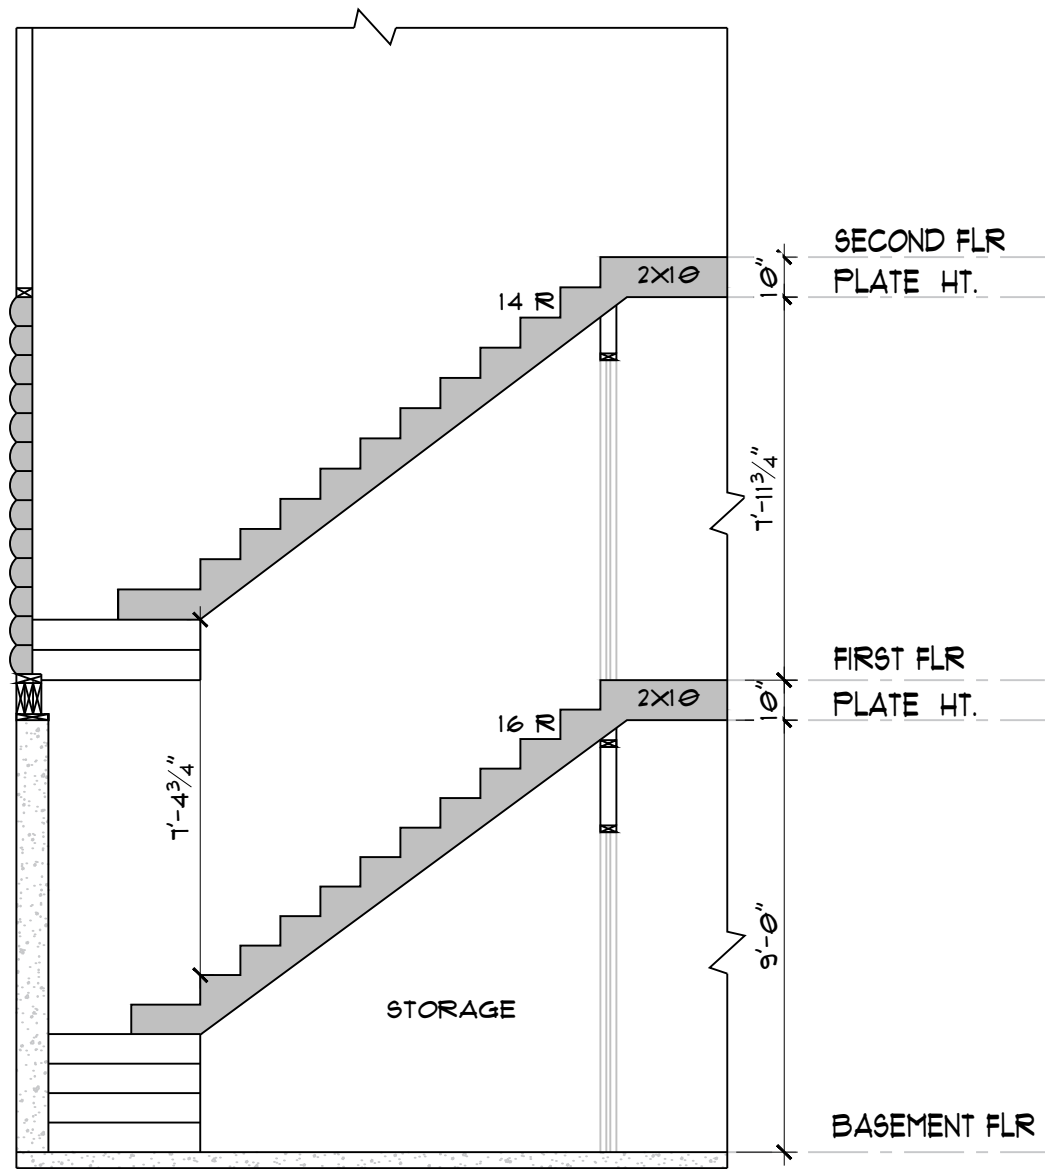 SECOND FLR
2X10
10"
PLATE HT.
14 R
7'-11 3/4"
FIRST FLR
2X10
10"
PLATE HT.
16 R
7'-4 3/4"
9'-0"
STORAGE
BASEMENT FLR